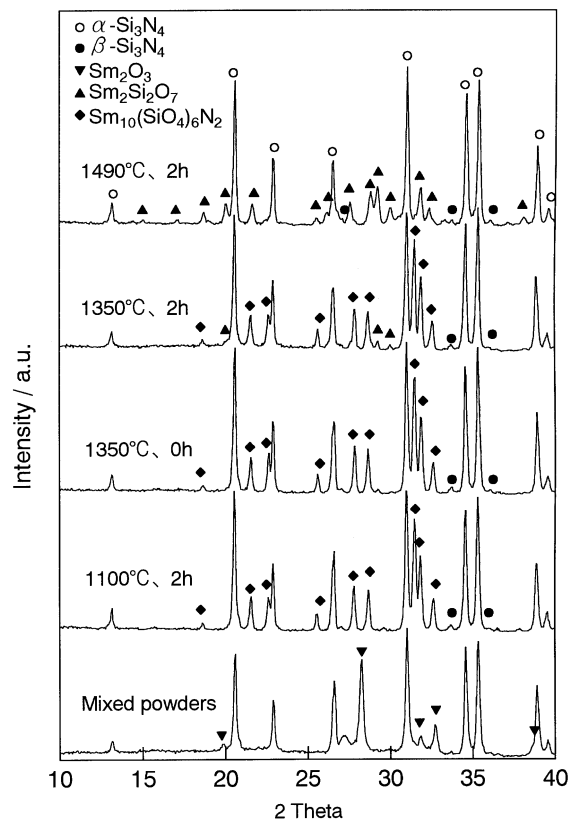 α-Si3N4
β-Si3N4
Sm2O3
Sm2Si2O7
Sm10(SiO4)6N2
1490℃、2h
1350℃、2h
1350℃、0h
1100℃、2h
Mixed powders
Intensity / a.u.
10 15 20 25 30 35 40
2 Theta